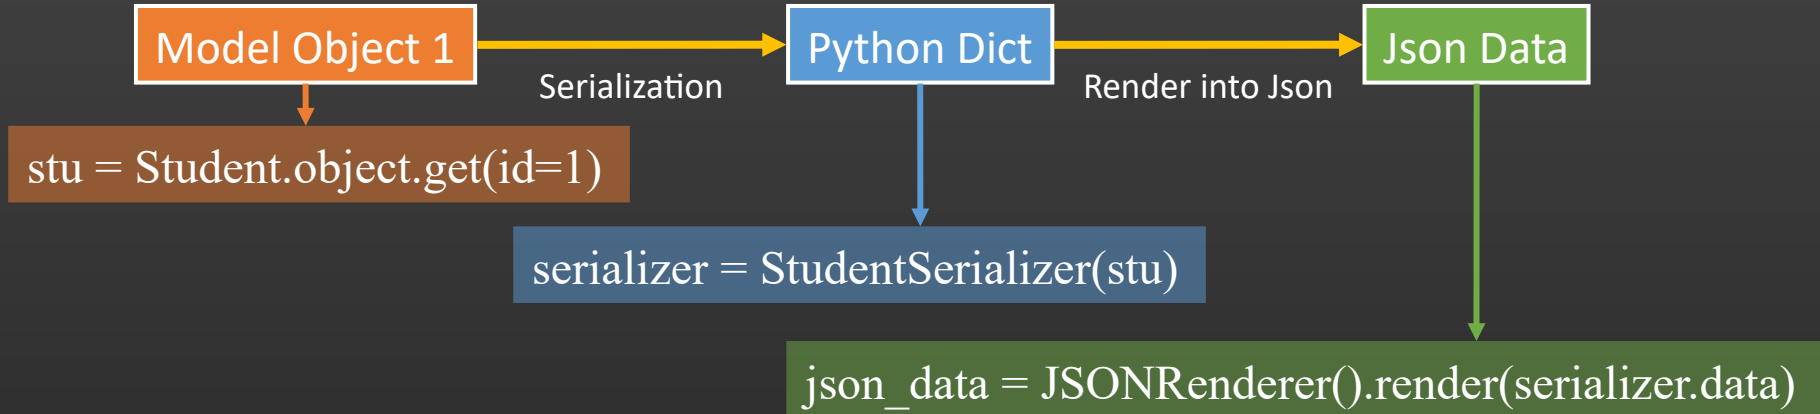 Model Object 1
Python Dict
Json Data
Serialization
Render into Json
stu = Student.object.get(id=1)
serializer = StudentSerializer(stu)
json_data = JSONRenderer().render(serializer.data)